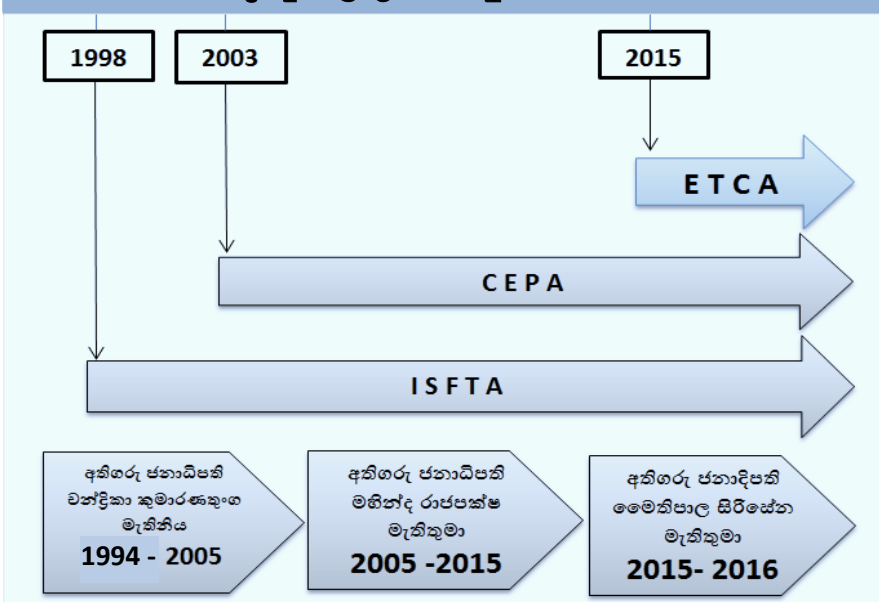 1998
2003
2015
E T C A
C E P A
I S F T A
අතිගරු ජනාධිපති
චන්ද්‍රිකා කුමාරණතුංග
මැතිනිය
1994 - 2005
අතිගරු ජනාධිපති
මහින්ද රාජපක්ෂ
මැතිතුමා
2005 -2015
අතිගරු ජනාදිපති
මෛතිපාල සිරිසේන
මැතිතුමා
2015- 2016